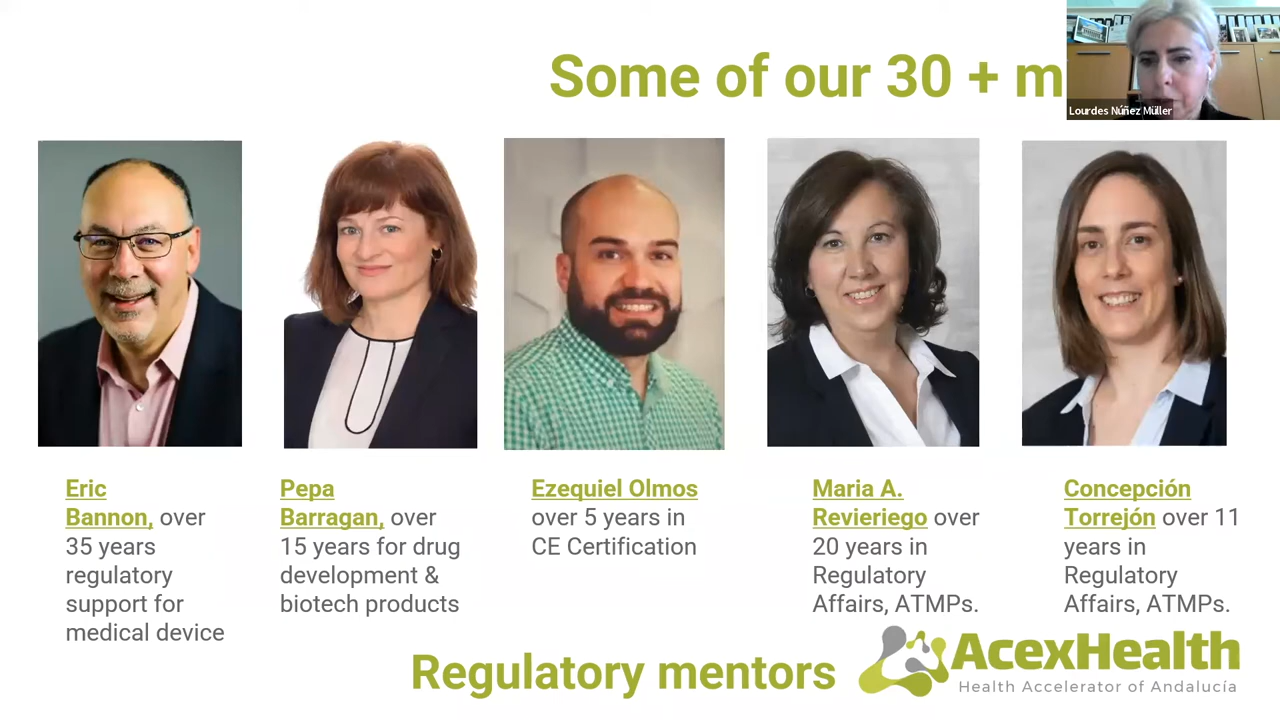 Some of our 30 + m
Lourdes Núñez Müller
Eric
Bannon, over
35 years
regulatory
support for
medical device
Pepa
Barragan, over
15 years for drug
development &
biotech products
Ezequiel Olmos
over 5 years in
CE Certification
Maria A.
Revieriego over
20 years in
Regulatory
Affairs, ATMPs.
Concepción
Torrejón over 11
years in
Regulatory
Affairs, ATMPs.
Regulatory mentors
AcexHealth
Health Accelerator of Andalucía